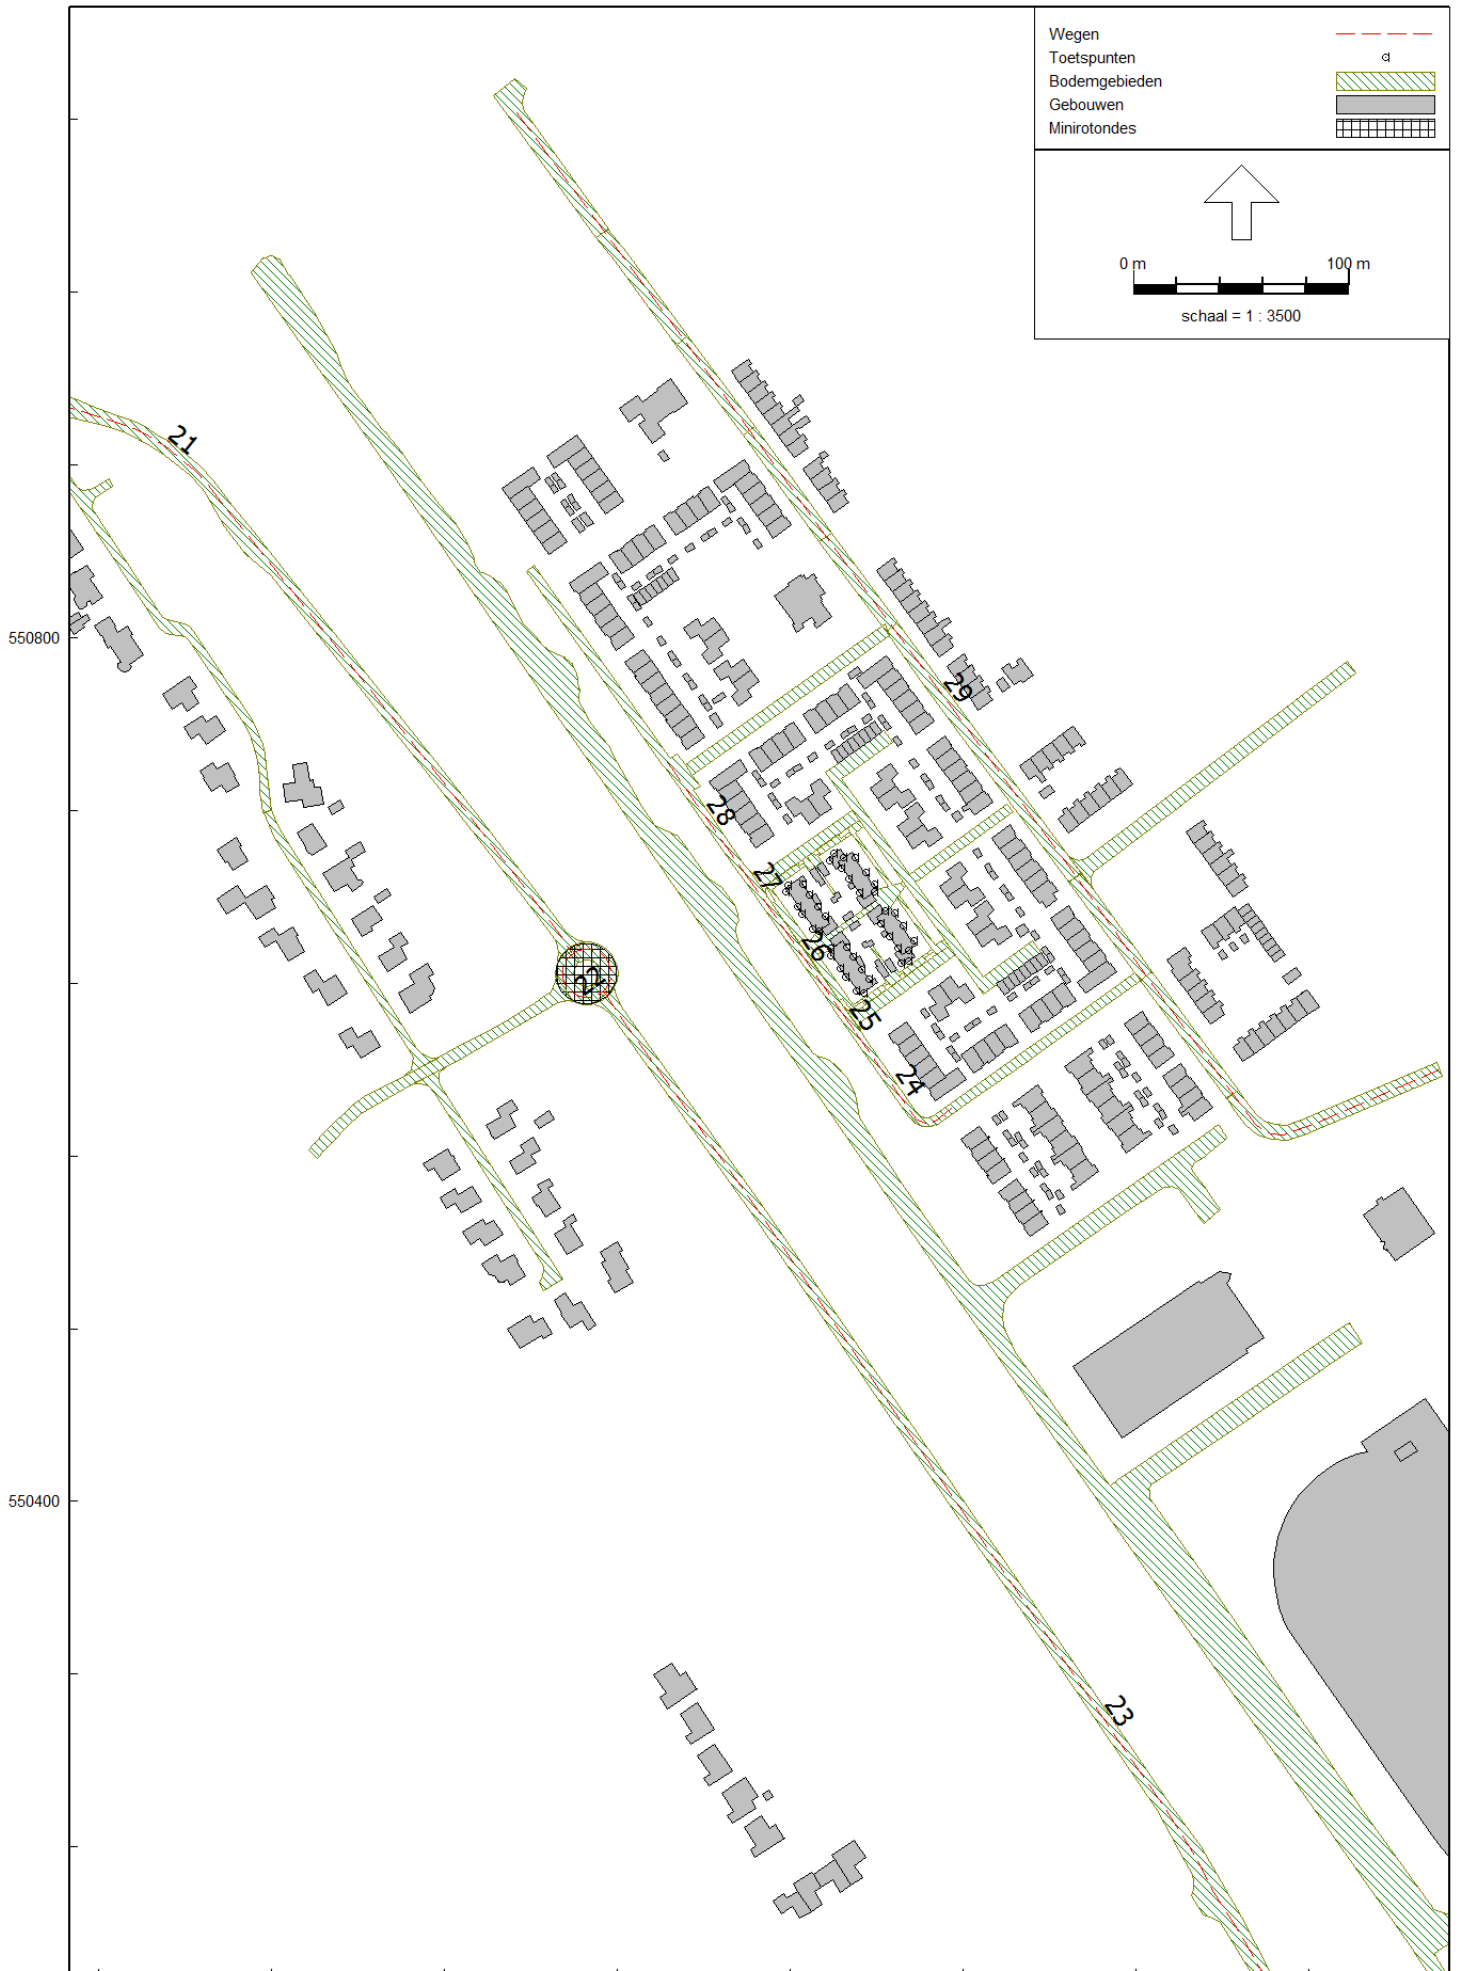 Wegen
Toetspunten
Bodemgebieden
Gebouwen
Minirotondes
0 m 100 m
schaal = 1 : 3500
21
550800
29
28
27
26
22
25
24
550400
23